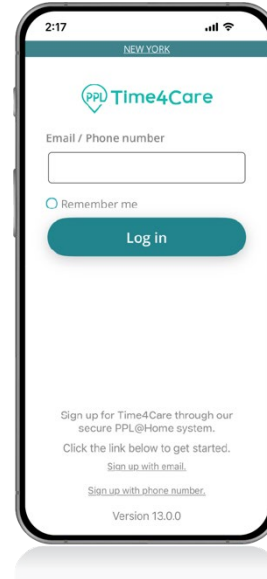 2:17
NEW YORK
PPL Time4Care
Email / Phone number
Remember me
Log in
Sign up for Time4Care through our
secure PPL@Home system.
Click the link below to get started.
Sign up with email.
Sign up with phone number.
Version 13.0.0